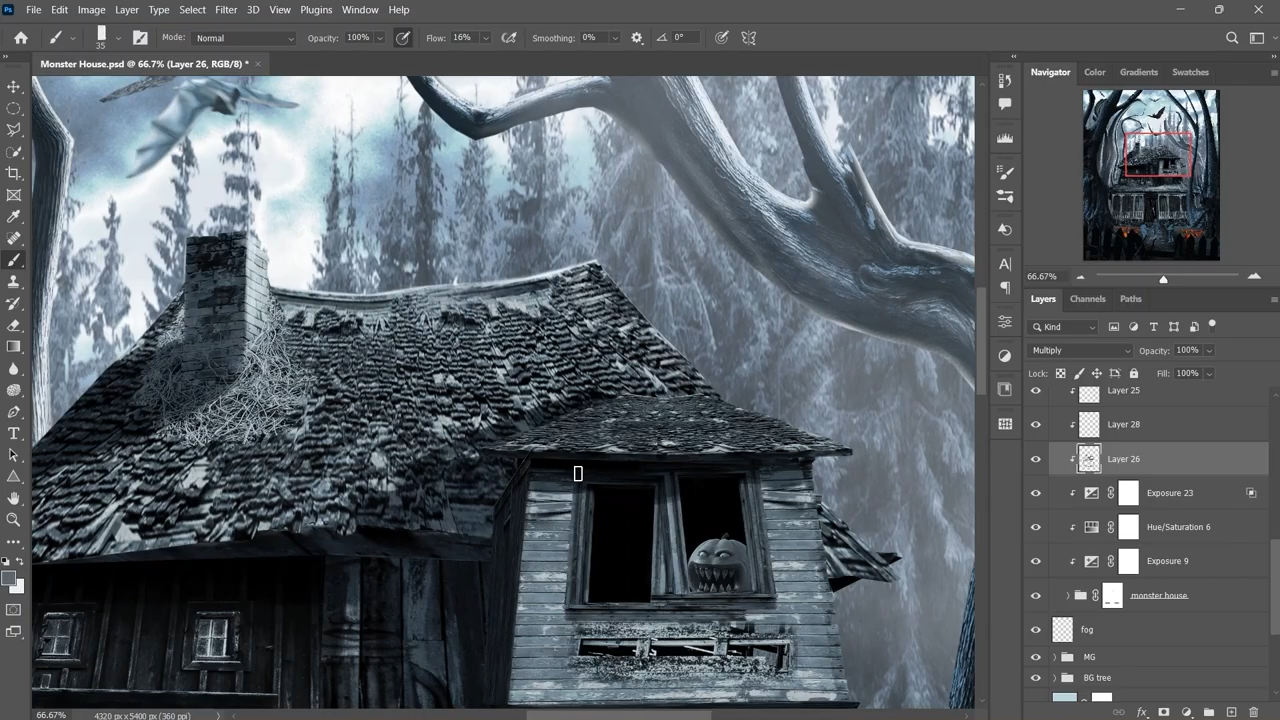 Ps File Edit Image Layer Type Select Filter 3D View Plugins Window Help
35 Mode: Normal Opacity: 100% Flow: 16% Smoothing: 0% 0°
Monster House.psd @ 66.7% (Layer 26, RGB/8) *
Navigator Color Gradients Swatches
66.67%
Layers Channels Paths
Kind
Multiply Opacity: 100%
Lock: Fill: 100%
Layer 25
Layer 28
Layer 26
Exposure 23
Hue/Saturation 6
Exposure 9
monster house
fog
MG
BG tree
66.67% 4320 px x 5400 px (360 ppi)